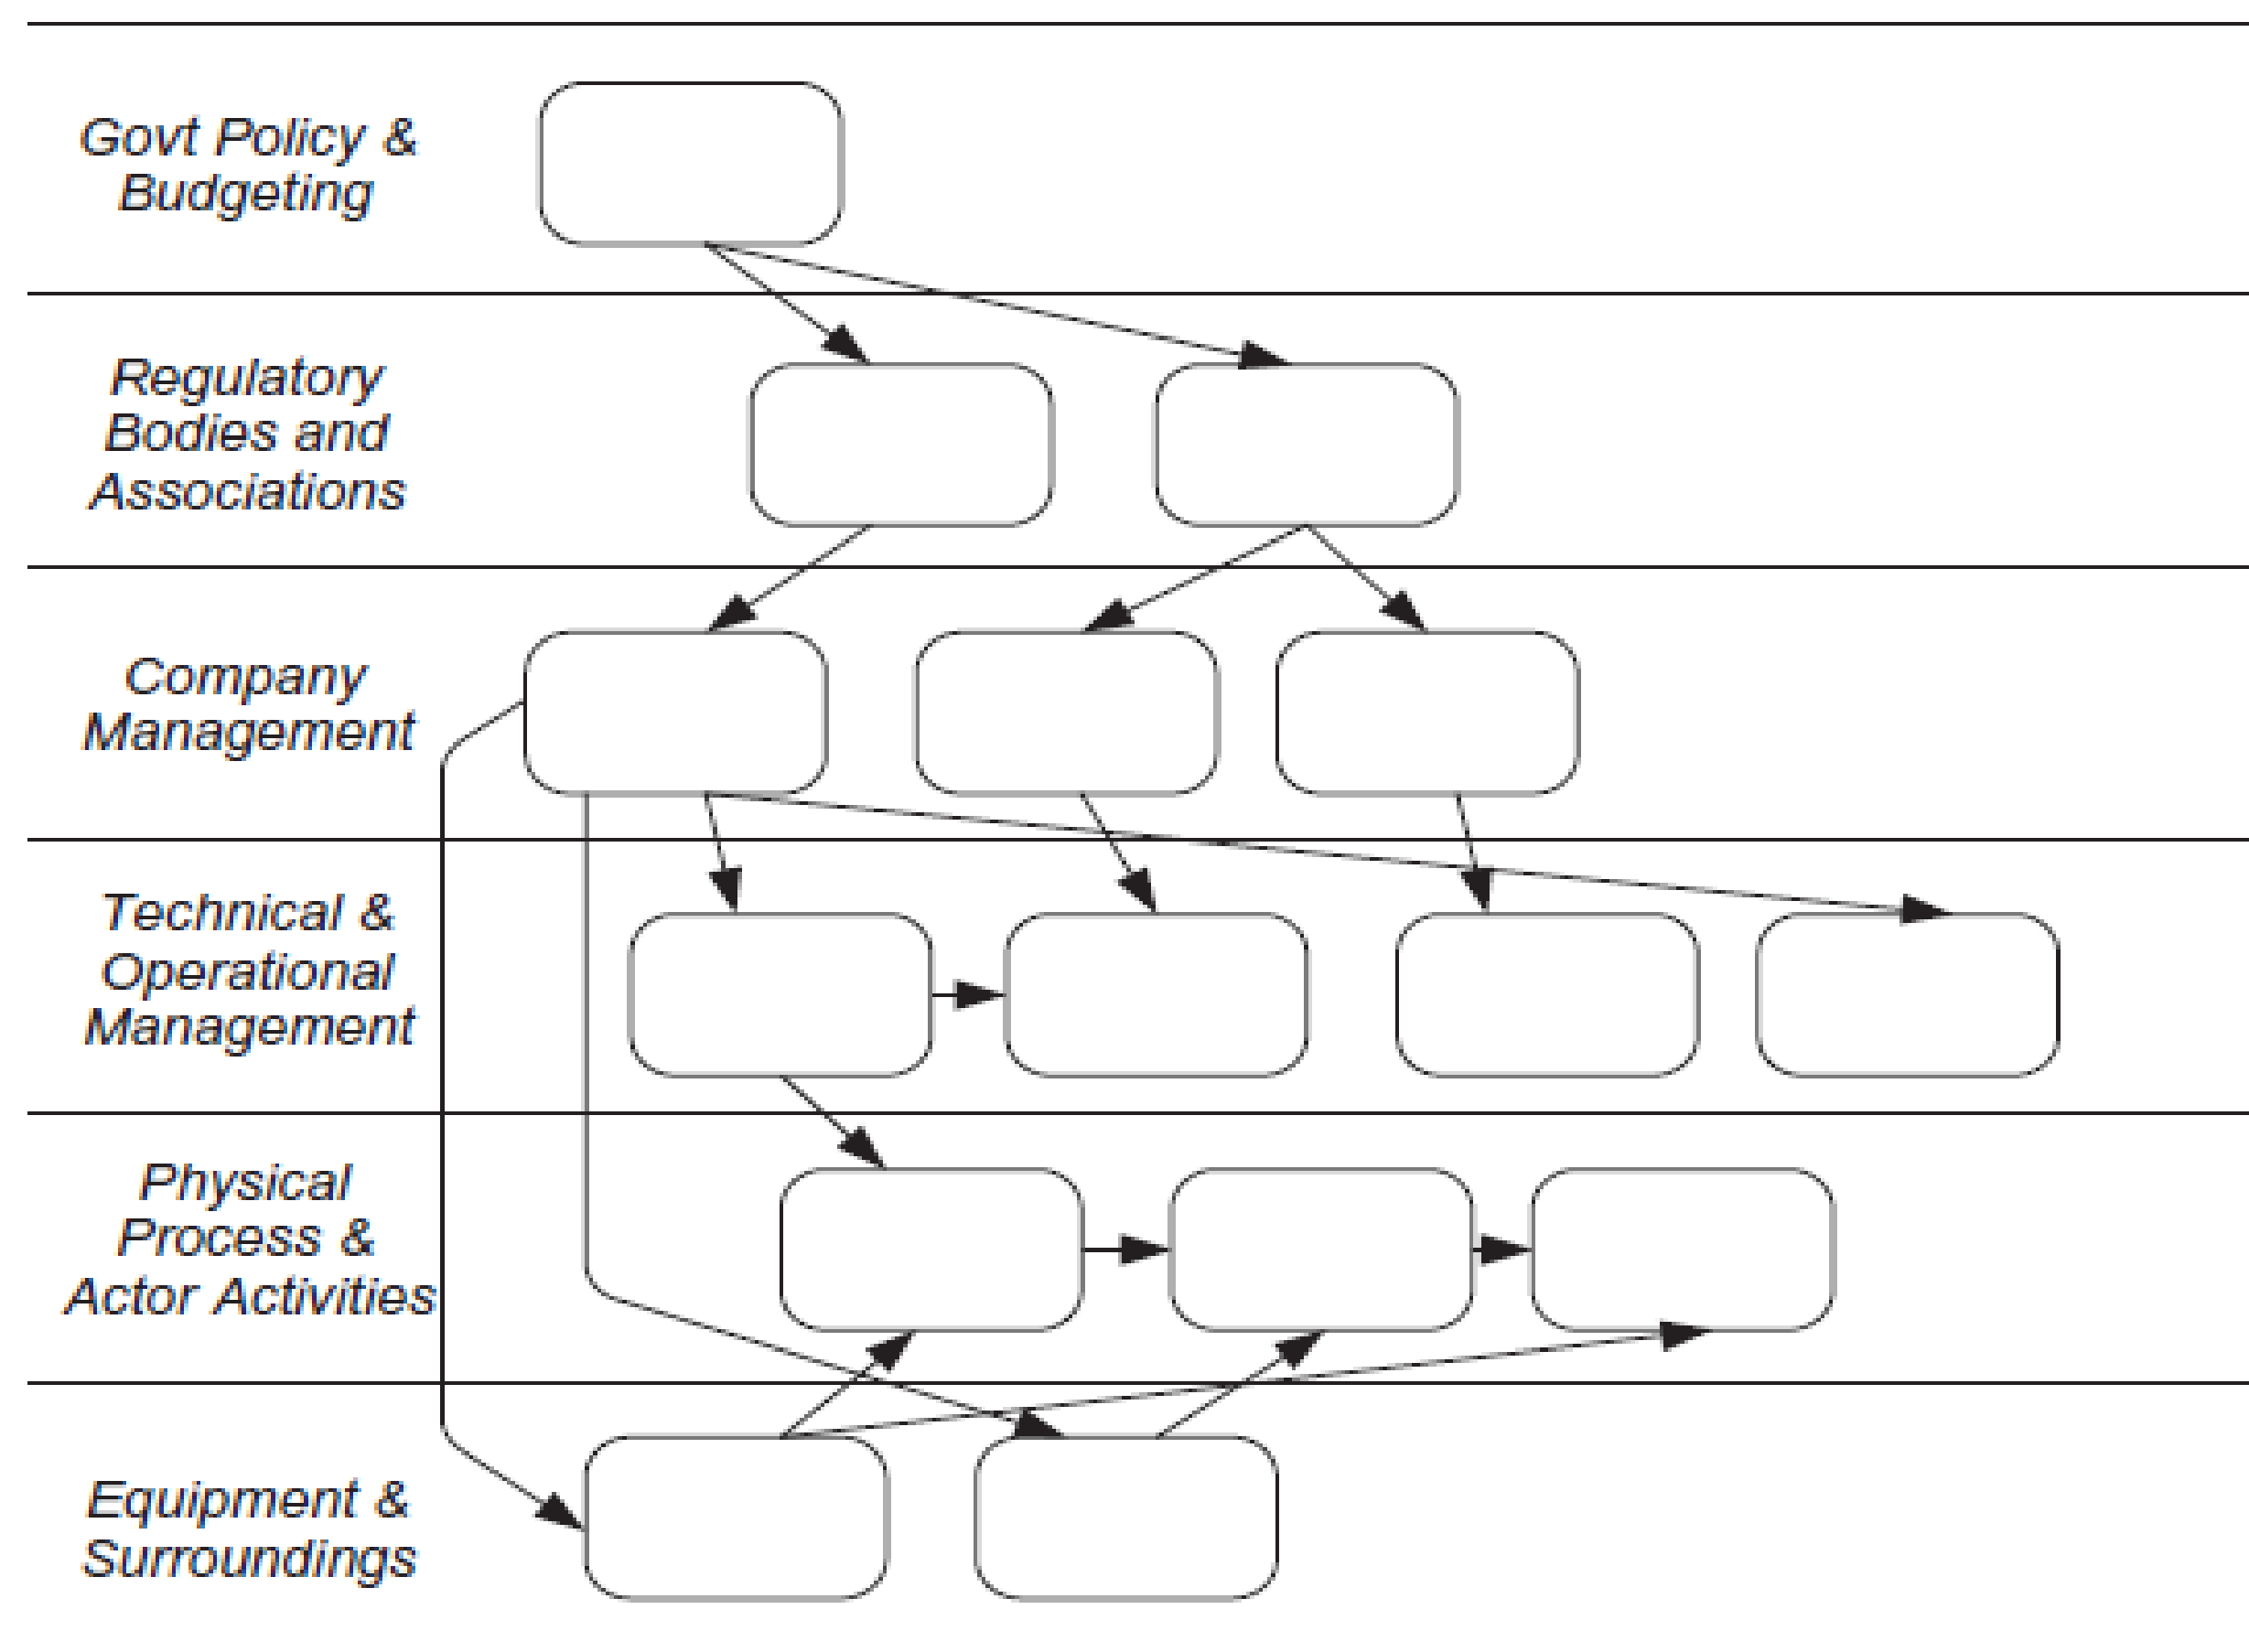 Govt Policy &
Budgeting
Regulatory
Bodies and
Associations
Company
Management
Technical &
Operational
Management
Physical
Process &
Actor Activities
Equipment &
Surroundings